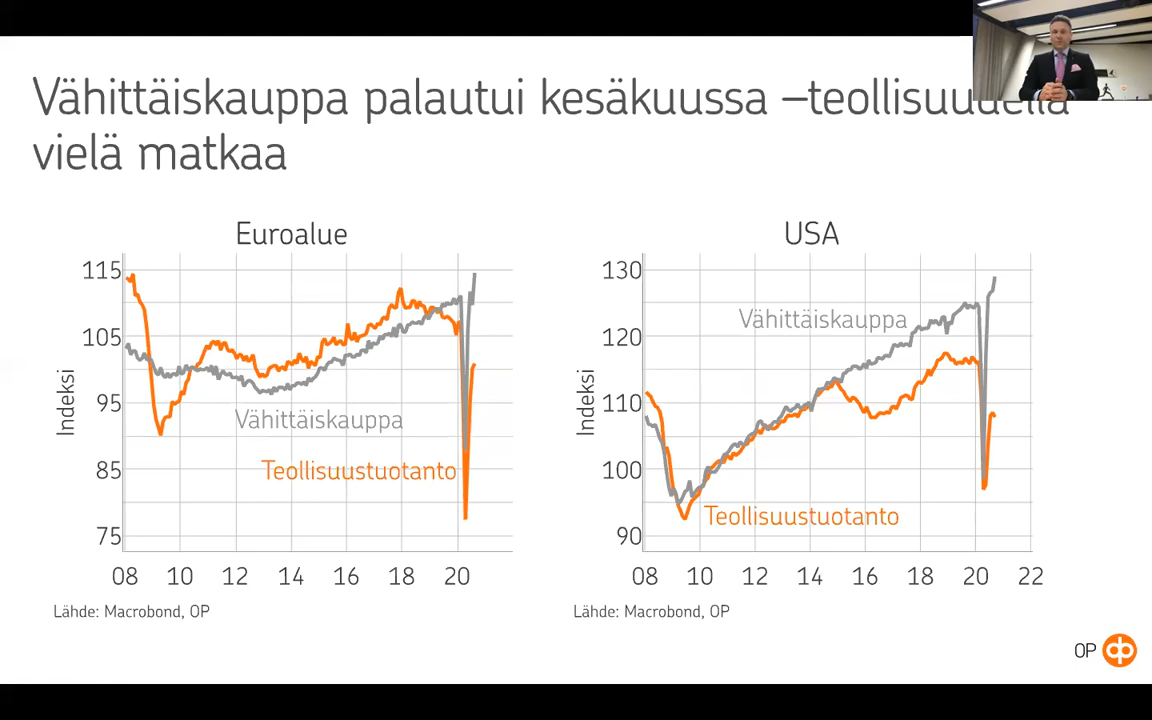 Vähittäiskauppa palautui kesäkuussa –teollisuudella
vielä matkaa
Euroalue
115
105
95
85
75
Indeksi
Vähittäiskauppa
Teollisuustuotanto
08 10 12 14 16 18 20
Lähde: Macrobond, OP
USA
130
120
110
100
90
Indeksi
Vähittäiskauppa
Teollisuustuotanto
08 10 12 14 16 18 20 22
Lähde: Macrobond, OP
OP